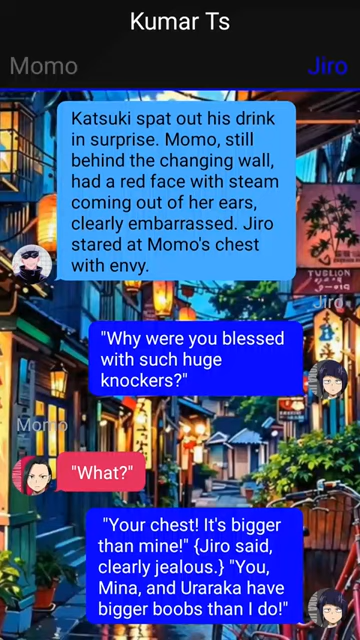 Kumar Ts
Momo
Jiro
Katsuki spat out his drink
in surprise. Momo, still
behind the changing wall,
had a red face with steam
coming out of her ears,
clearly embarrassed. Jiro
stared at Momo's chest
with envy.
Jiro
"Why were you blessed
with such huge
knockers?"
Momo
"What?"
"Your chest! It's bigger
than mine!" {Jiro said,
clearly jealous.} "You,
Mina, and Uraraka have
bigger boobs than I do!"